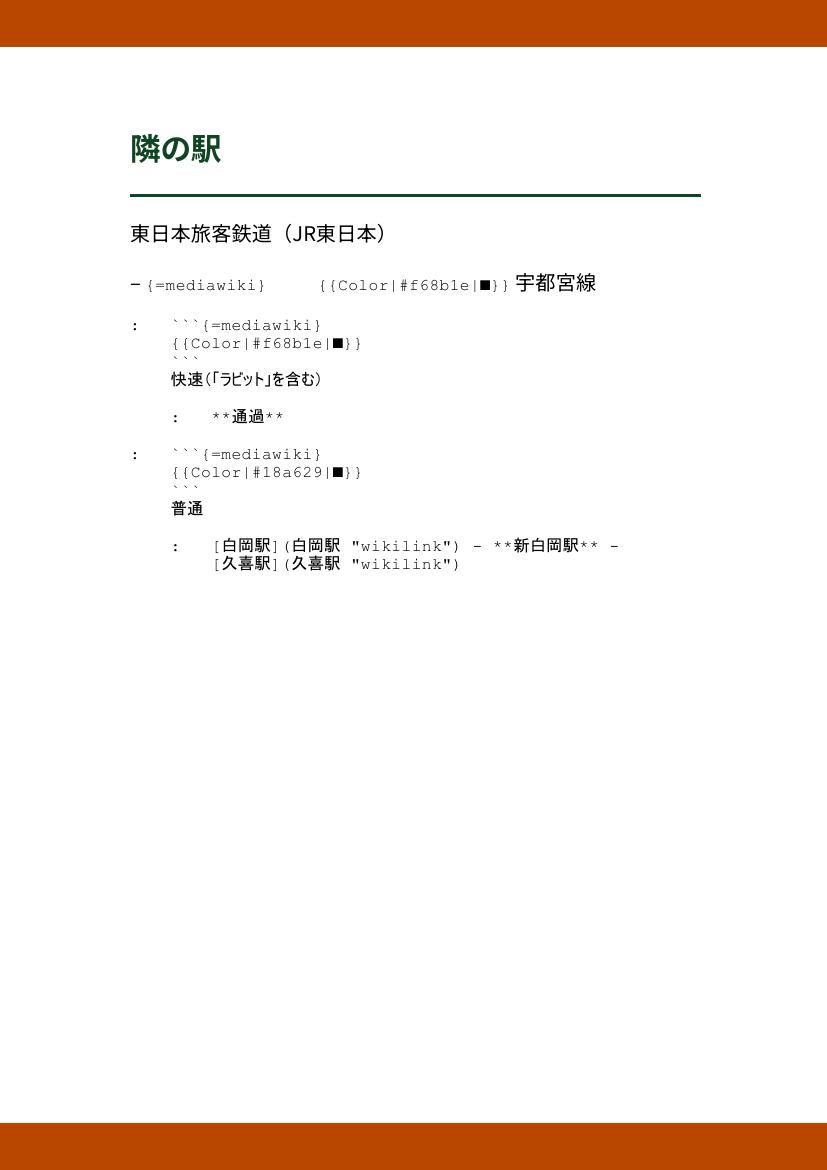 隣の駅
東日本旅客鉄道（JR東日本）
– {=mediawiki}     {{Color|#f68b1e|■}} 宇都宮線
:   ```{=mediawiki}
    {{Color|#f68b1e|■}}
    ```
    快速（「ラビット」を含む）
    :   **通過**
:   ```{=mediawiki}
    {{Color|#18a629|■}}
    ```
    普通
    :   [白岡駅](白岡駅 "wikilink") - **新白岡駅** -
        [久喜駅](久喜駅 "wikilink")